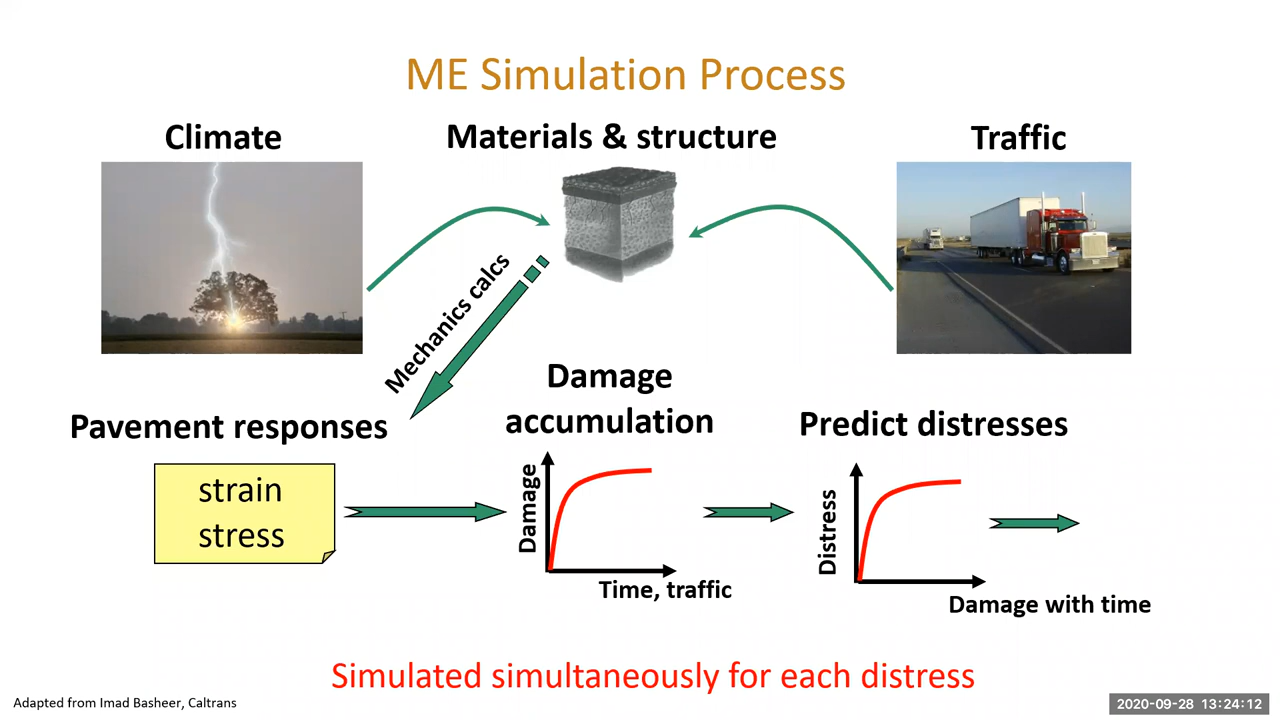 ME Simulation Process
Climate
Materials & structure
Traffic
Mechanics calcs
Pavement responses
strain
stress
Damage
accumulation
Damage
Time, traffic
Predict distresses
Distress
Damage with time
Simulated simultaneously for each distress
Adapted from Imad Basheer, Caltrans
2020-09-28 13:24:12